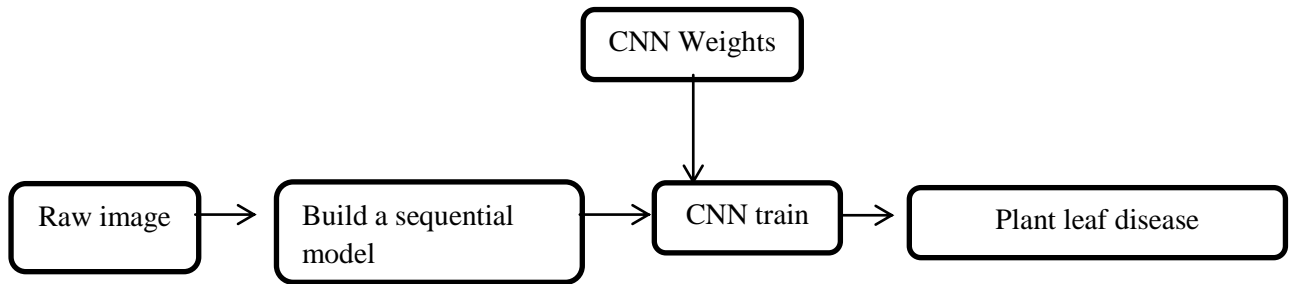 CNN Weights
Raw image
Build a sequential
model
CNN train
Plant leaf disease